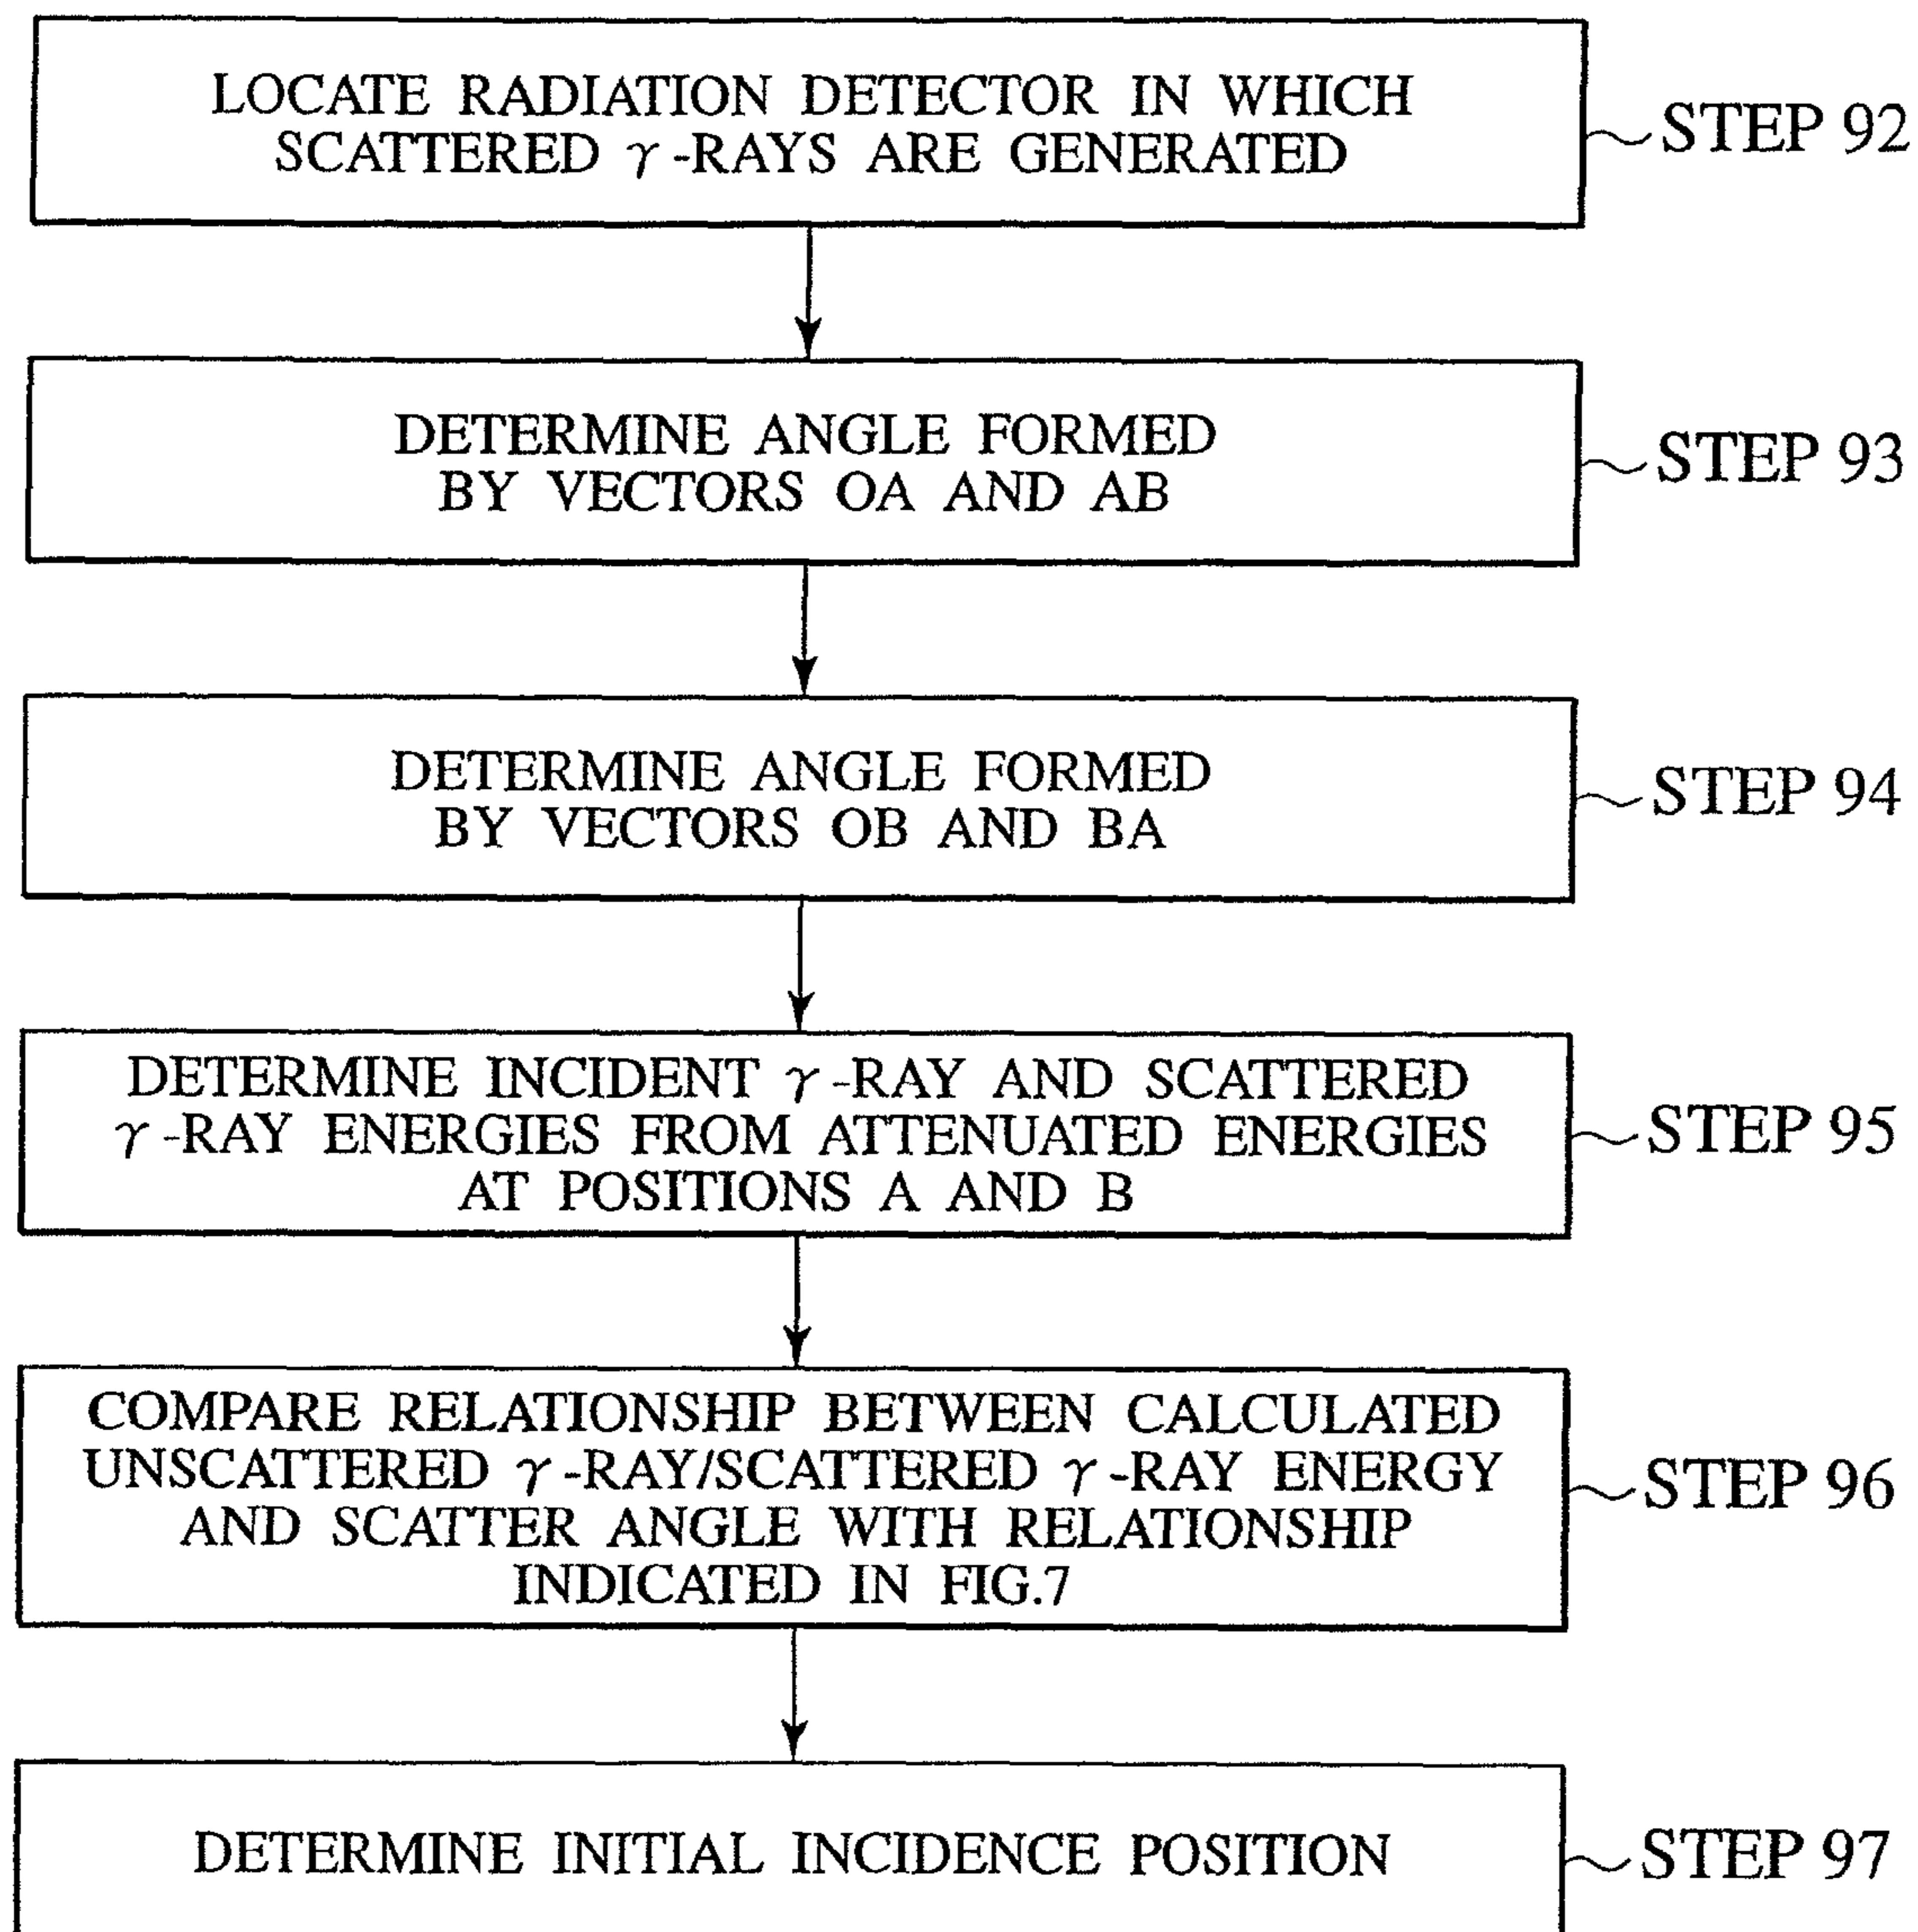 LOCATE RADIATION DETECTOR IN WHICH
SCATTERED γ-RAYS ARE GENERATED
STEP 92
DETERMINE ANGLE FORMED
BY VECTORS OA AND AB
STEP 93
DETERMINE ANGLE FORMED
BY VECTORS OB AND BA
STEP 94
DETERMINE INCIDENT γ-RAY AND SCATTERED
γ-RAY ENERGIES FROM ATTENUATED ENERGIES
AT POSITIONS A AND B
STEP 95
COMPARE RELATIONSHIP BETWEEN CALCULATED
UNSCATTERED γ-RAY/SCATTERED γ-RAY ENERGY
AND SCATTER ANGLE WITH RELATIONSHIP
INDICATED IN FIG.7
STEP 96
DETERMINE INITIAL INCIDENCE POSITION
STEP 97